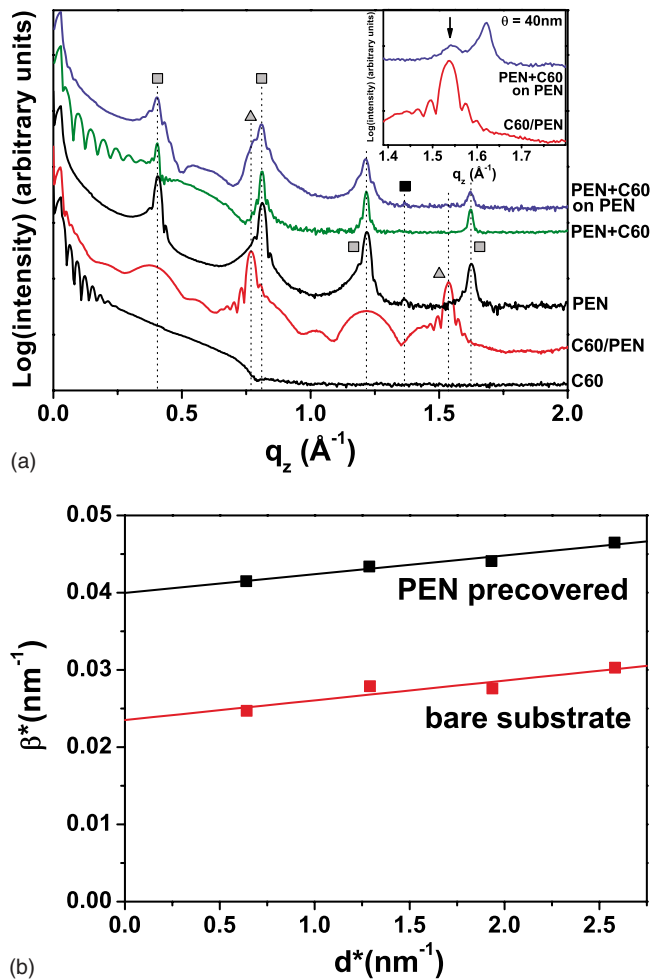 Log(intensity) (arbitrary units)
Log(intensity) (arbitrary units)
θ = 40nm
PEN+C60
on PEN
C60/PEN
1.4 1.5 1.6 1.7
q_z (Å⁻¹)
PEN+C60
on PEN
PEN+C60
PEN
C60/PEN
C60
0.0 0.5 1.0 1.5 2.0
q_z (Å⁻¹)
(a)
0.05
0.04
0.03
0.02
0.01
0.00
β*(nm⁻¹)
PEN precovered
bare substrate
0.0 0.5 1.0 1.5 2.0 2.5
d*(nm⁻¹)
(b)